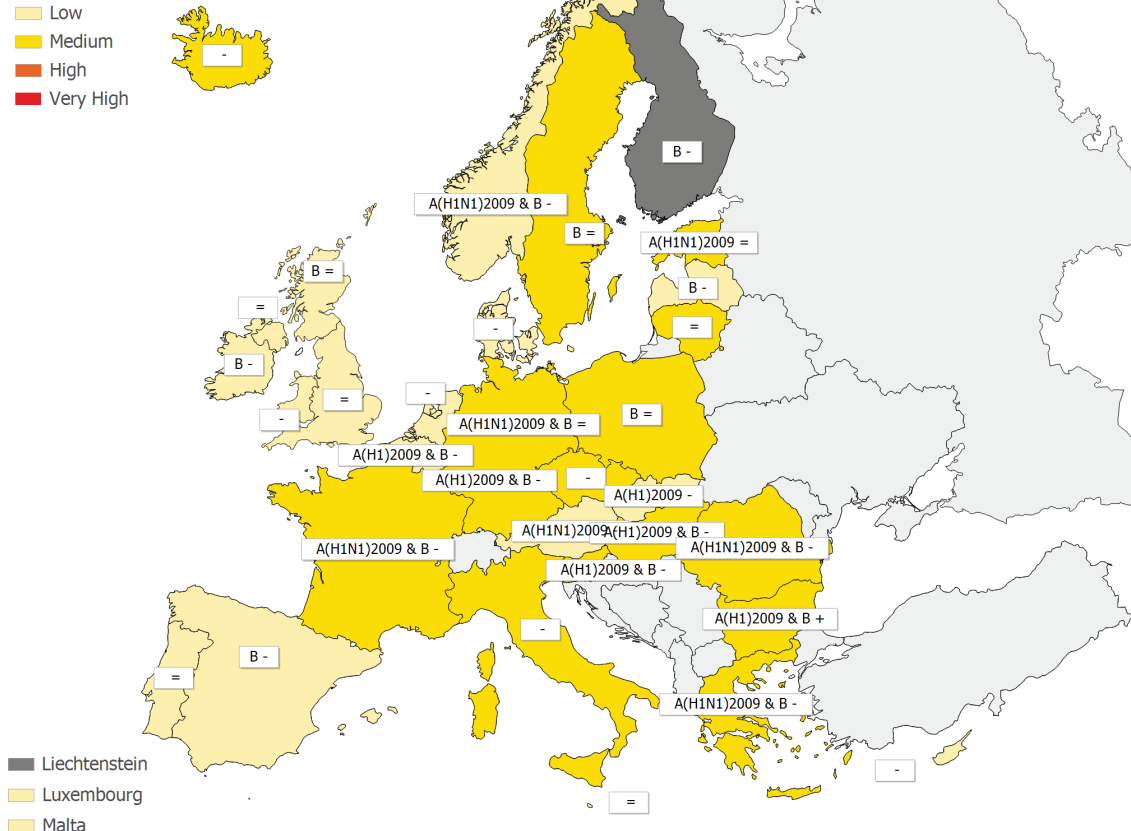 Low
Medium
High
Very High
-
B -
A(H1N1)2009 & B -
B =
A(H1N1)2009 =
B =
B -
=
=
-
B -
-
=
-
B =
A(H1N1)2009 & B =
A(H1)2009 & B -
A(H1)2009 & B -
-
A(H1)2009 -
A(H1N1)2009
A(H1)2009 & B -
A(H1N1)2009 & B -
A(H1N1)2009 & B -
A(H1)2009 & B -
A(H1)2009 & B +
-
B -
=
A(H1N1)2009 & B -
-
=
Liechtenstein
Luxembourg
Malta